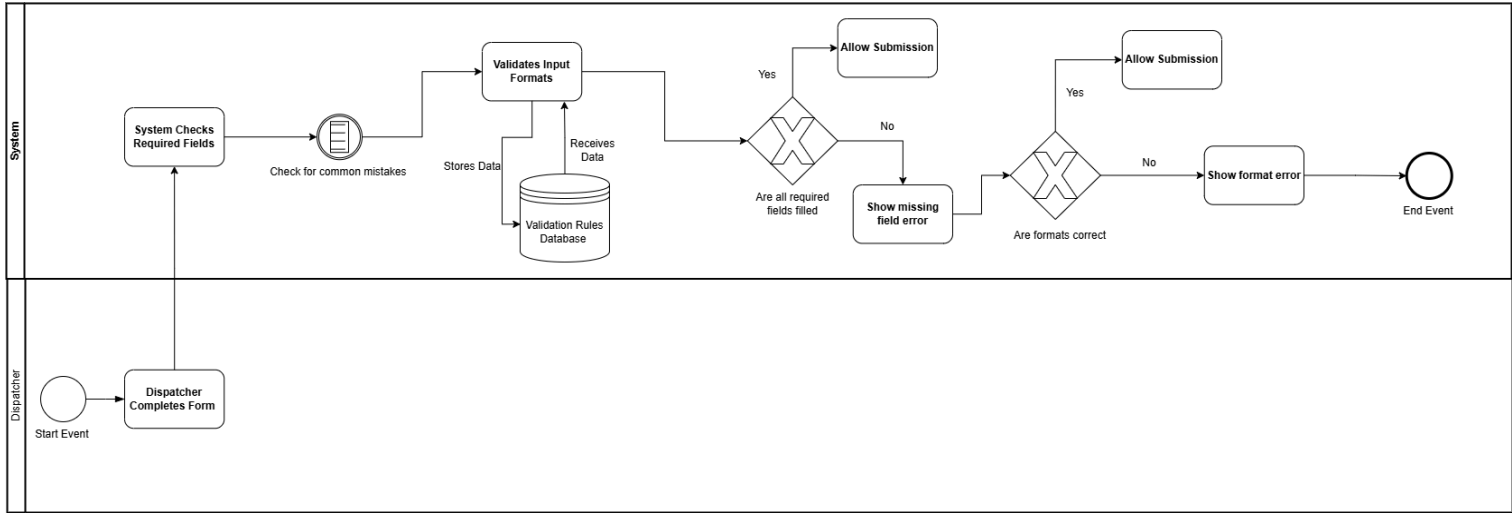 System
Validates Input
Formats
Allow Submission
Allow Submission
Yes
Yes
System Checks
Required Fields
Check for common mistakes
Stores Data
Receives
Data
Validation Rules
Database
No
Are all required
fields filled
Show missing
field error
No
Are formats correct
Show format error
End Event
Dispatcher
Start Event
Dispatcher
Completes Form